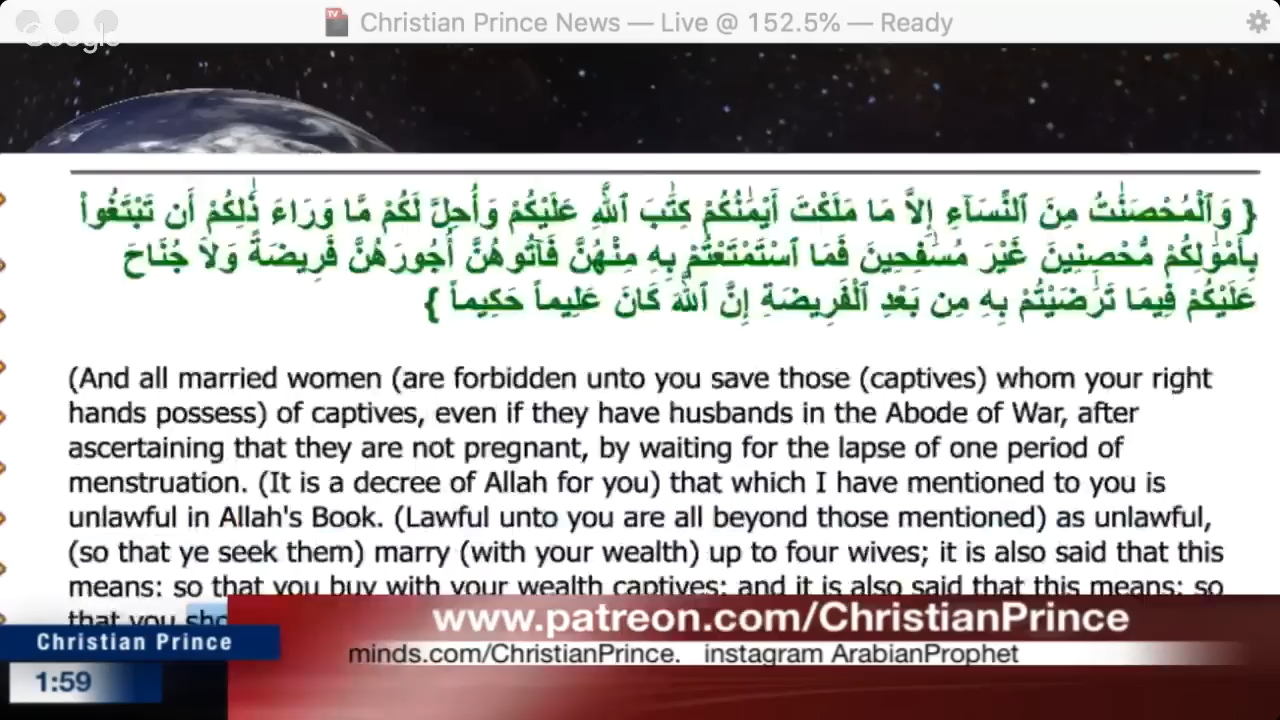 Christian Prince News — Live @ 152.5% — Ready
Google
{ وَٱلْمُحْصَنَٰتُ مِنَ ٱلنِّسَآءِ إِلاَّ مَا مَلَكْتَ أَيْمَٰنُكُمْ كِتَٰبَ ٱللَّهِ عَلَيْكُمْ وَأُحِلَّ لَكُمْ مَّا وَرَاءَ ذَٰلِكُمْ أَن تَبْتَغُواْ
بِأَمْوَٰلِكُمْ مُّحْصِنِينَ غَيْرَ مُسَٰفِحِينَ فَمَا ٱسْتَمْتَعْتُمْ بِهِ مِنْهُنَّ فَآتُوهُنَّ أُجُورَهُنَّ فَرِيضَةً وَلاَ جُنَاحَ
عَلَيْكُمْ فِيمَا تَرَٰضَيْتُمْ بِهِ مِن بَعْدِ ٱلْفَرِيضَةِ إِنَّ ٱللَّهَ كَانَ عَلِيماً حَكِيماً }
(And all married women (are forbidden unto you save those (captives) whom your right
hands possess) of captives, even if they have husbands in the Abode of War, after
ascertaining that they are not pregnant, by waiting for the lapse of one period of
menstruation. (It is a decree of Allah for you) that which I have mentioned to you is
unlawful in Allah's Book. (Lawful unto you are all beyond those mentioned) as unlawful,
(so that ye seek them) marry (with your wealth) up to four wives; it is also said that this
means: so that you buy with your wealth captives; and it is also said that this means: so
that you
www.patreon.com/ChristianPrince
Christian Prince
minds.com/ChristianPrince. instagram ArabianProphet
1:59